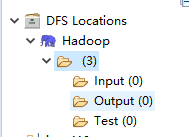 DFS Locations
Hadoop
(3)
Input (0)
Output (0)
Test (0)